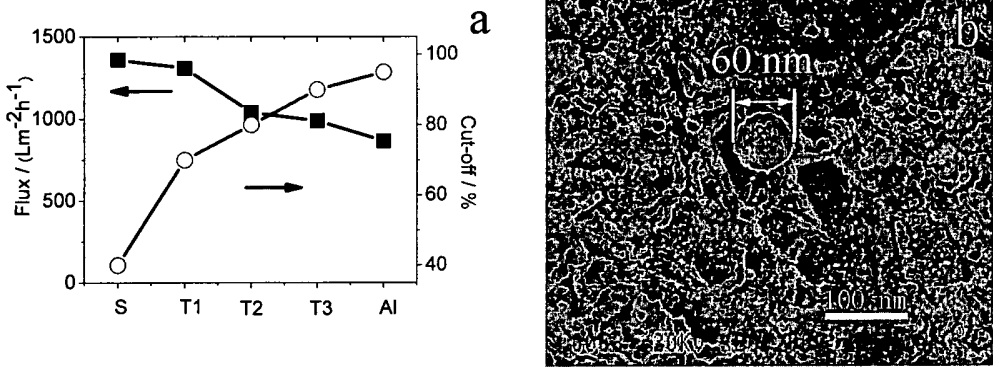 a
1500
1000
500
0
Flux / (Lm⁻²h⁻¹)
100
80
60
40
Cut-off / %
S T1 T2 T3 Al
b
60 nm
100 nm
20KV